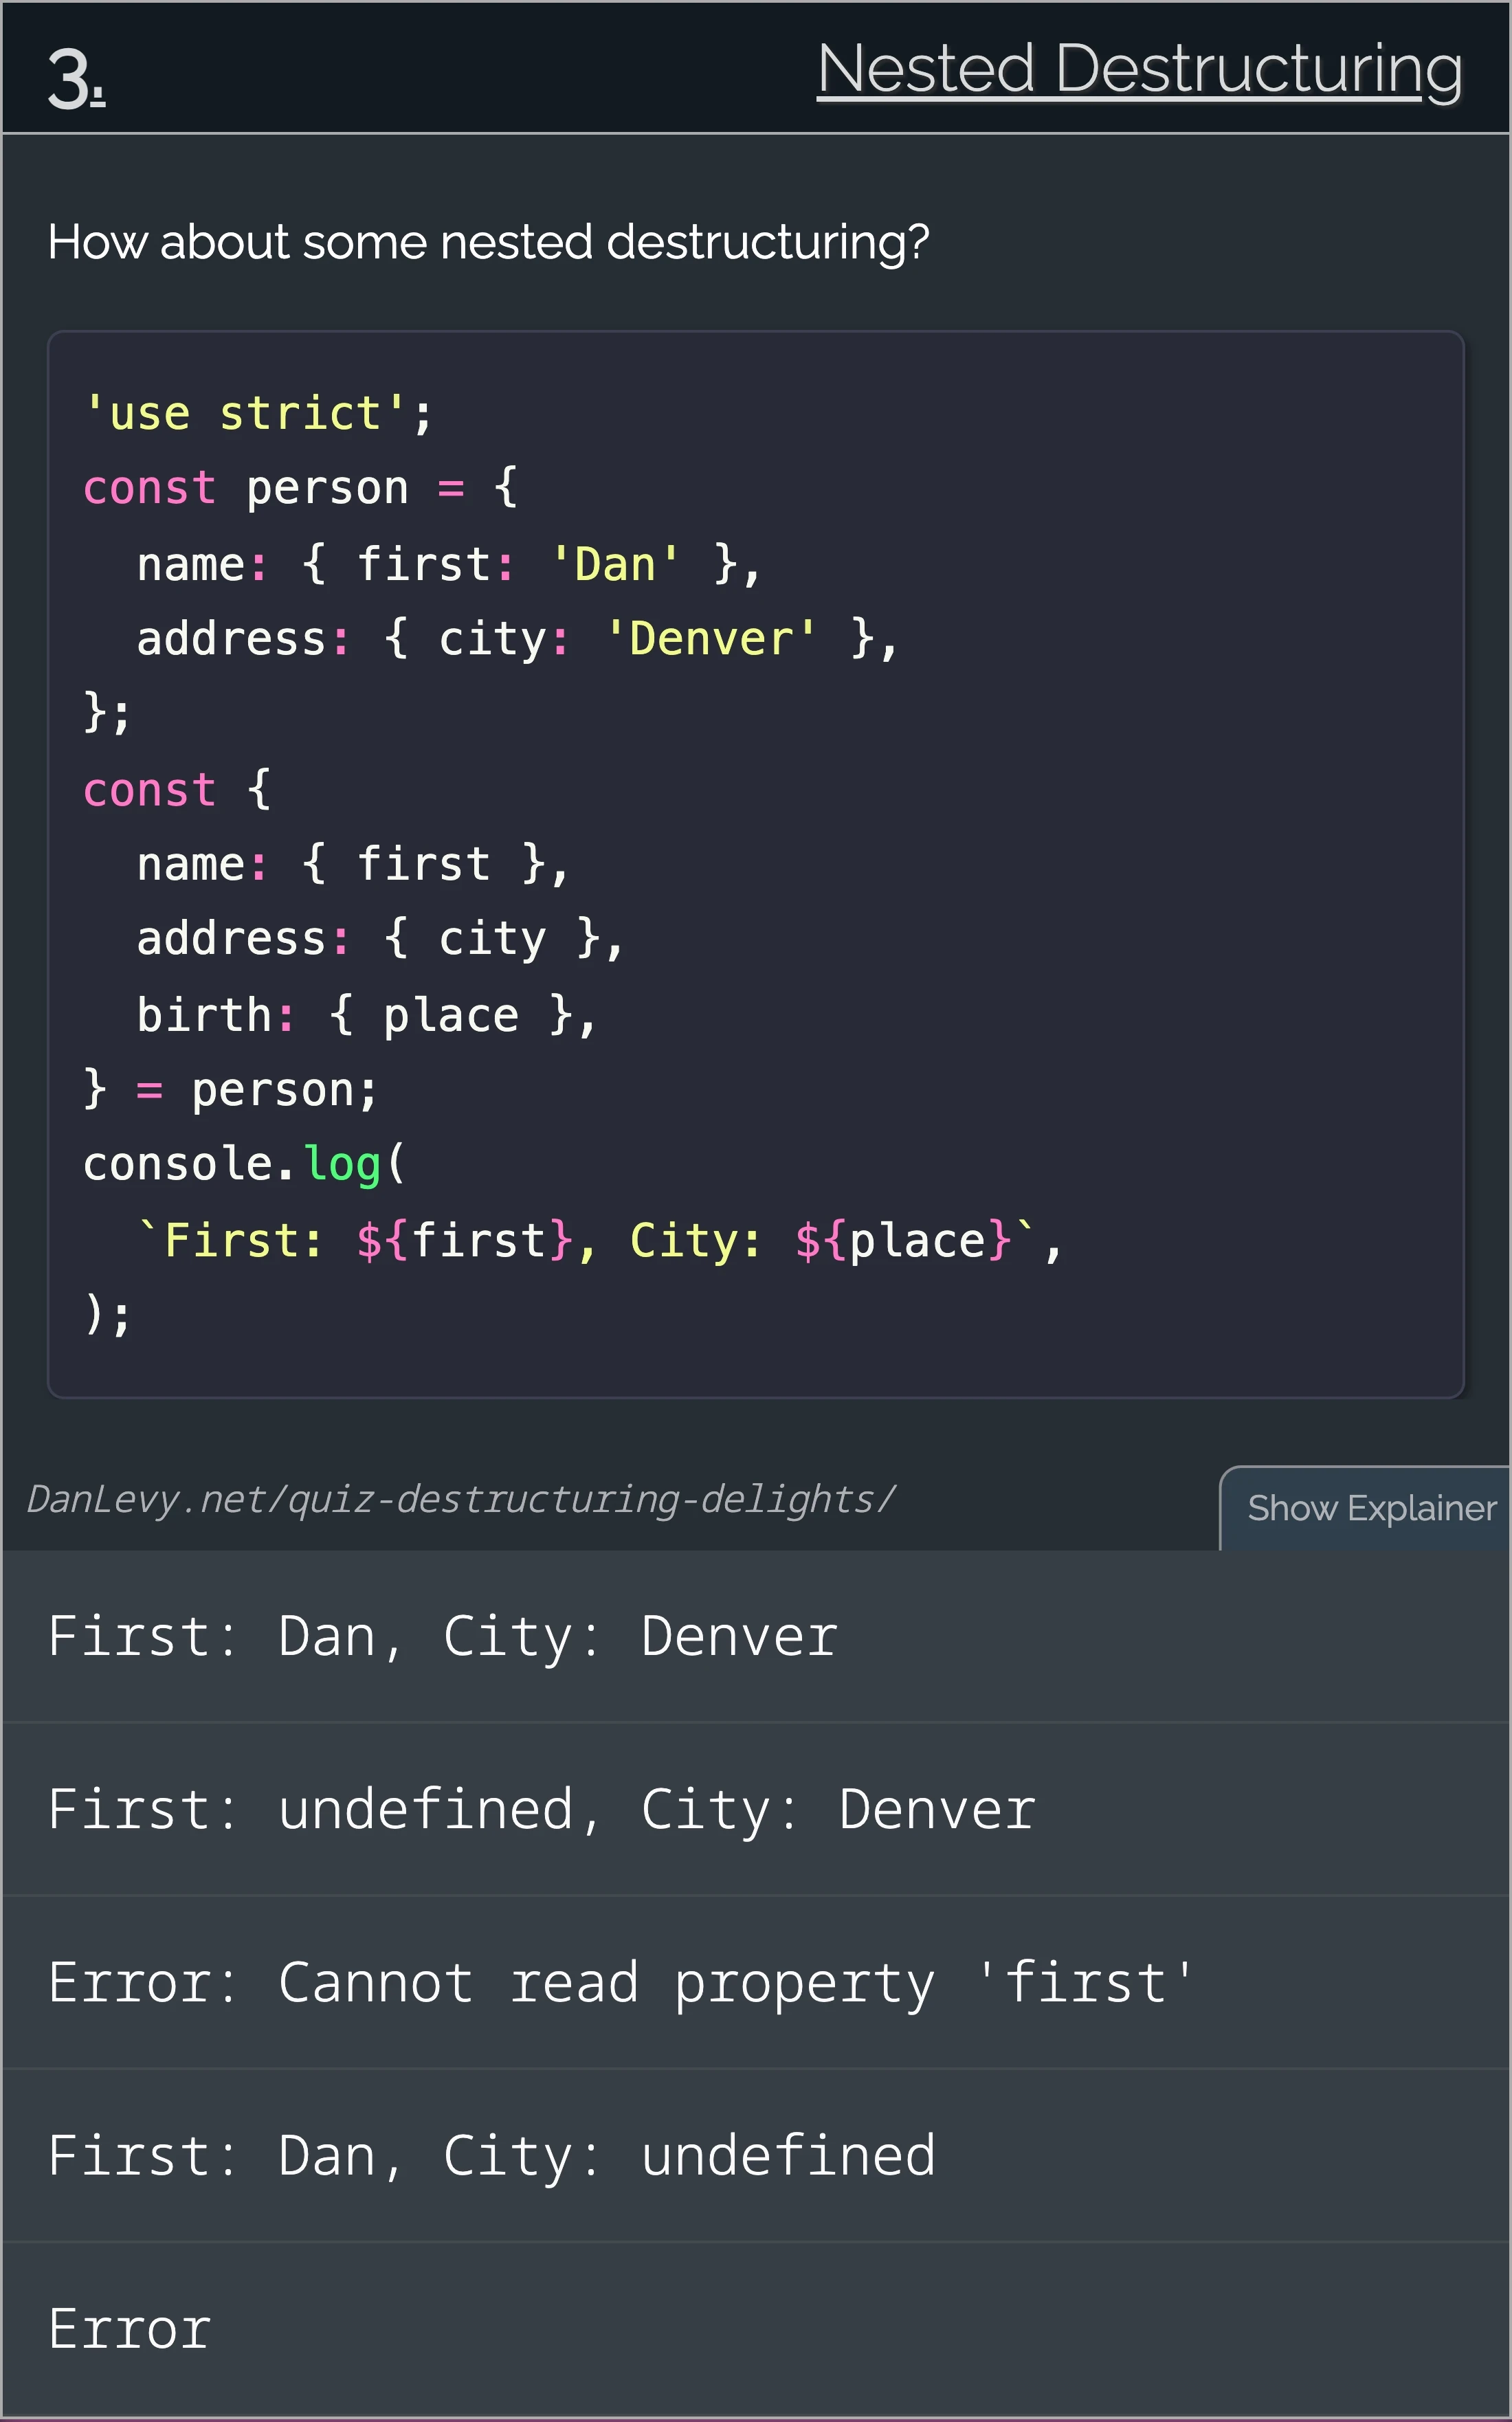 3.
Nested Destructuring
How about some nested destructuring?
'use strict';
const person = {
  name: { first: 'Dan' },
  address: { city: 'Denver' },
};
const {
  name: { first },
  address: { city },
  birth: { place },
} = person;
console.log(
  `First: ${first}, City: ${place}`,
);
DanLevy.net/quiz-destructuring-delights/
Show Explainer
First: Dan, City: Denver
First: undefined, City: Denver
Error: Cannot read property 'first'
First: Dan, City: undefined
Error